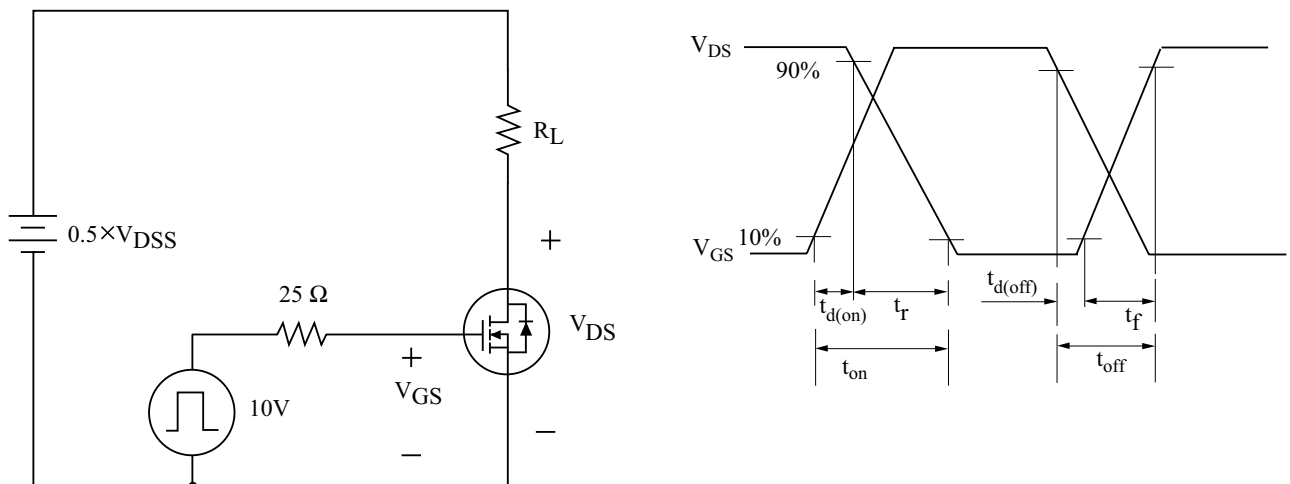 R_L
0.5×V_DSS
+
25 Ω
V_DS
+
V_GS
10V
−
−
V_DS
90%
10%
V_GS
t_d(on)
t_r
t_d(off)
t_f
t_on
t_off